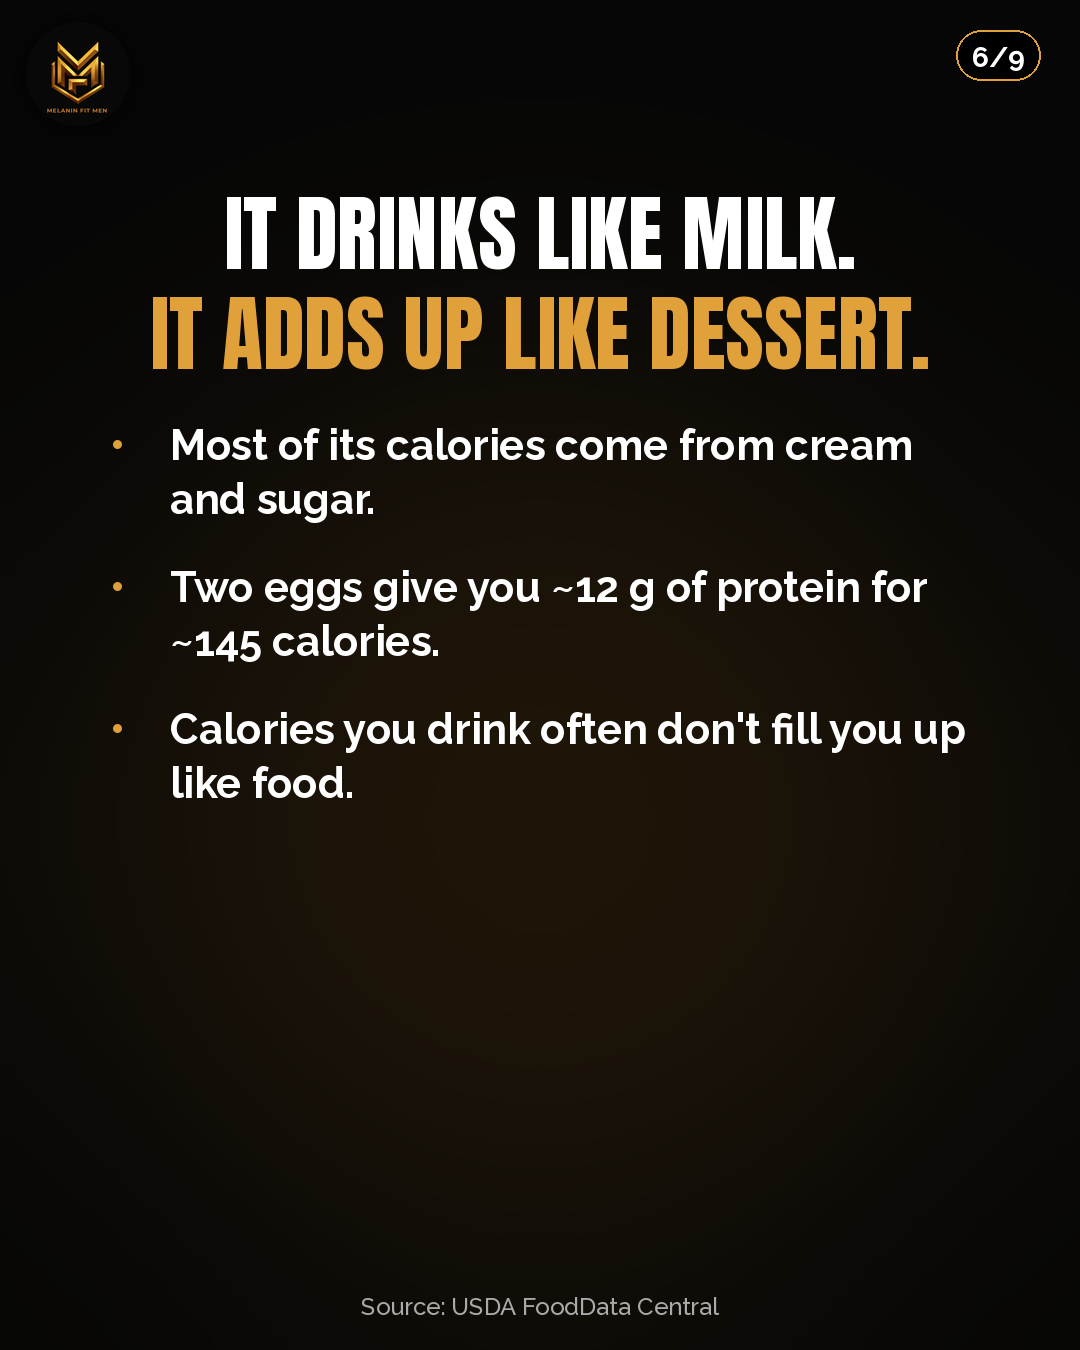 MELANIN FIT MEN
6/9
IT DRINKS LIKE MILK.
IT ADDS UP LIKE DESSERT.
• Most of its calories come from cream
and sugar.
• Two eggs give you ~12 g of protein for
~145 calories.
• Calories you drink often don't fill you up
like food.
Source: USDA FoodData Central